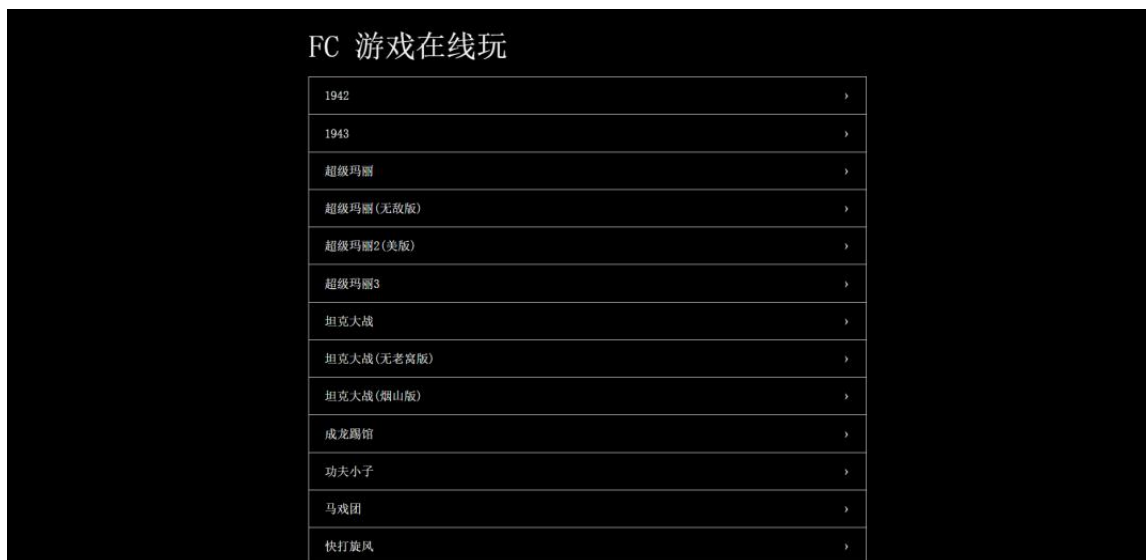 FC 游戏在线玩
1942
1943
超级玛丽
超级玛丽(无敌版)
超级玛丽2(美版)
超级玛丽3
坦克大战
坦克大战(无老窝版)
坦克大战(烟山版)
成龙踢馆
功夫小子
马戏团
快打旋风